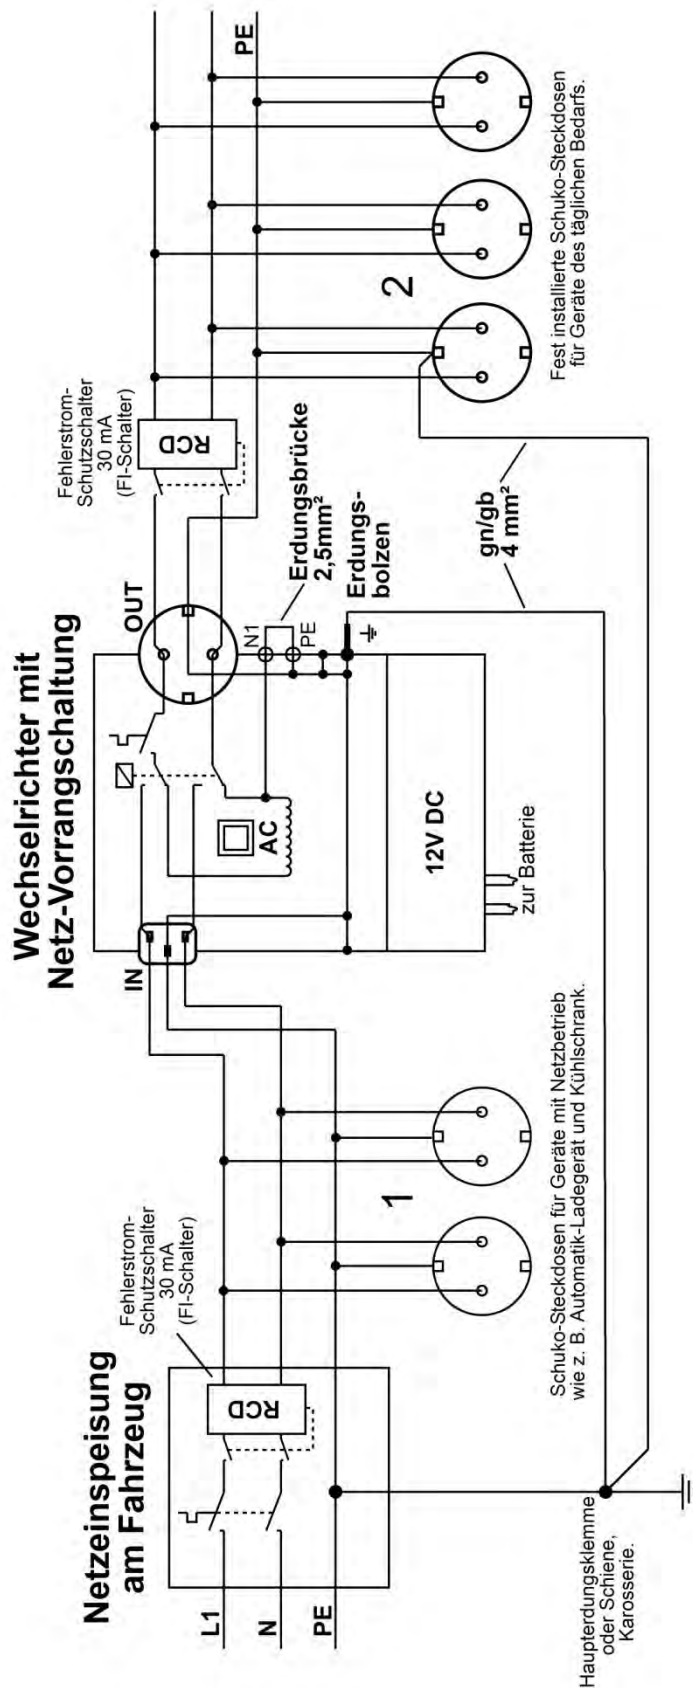 Netzeinspeisung
am Fahrzeug
Wechselrichter mit
Netz-Vorrangschaltung
Fehlerstrom-
Schutzschalter
30 mA
(FI-Schalter)
L1
N
PE
RCD
IN
OUT
AC
N1
PE
12V DC
zur Batterie
Erdungsbrücke
2,5mm²
Erdungs-
bolzen
Fehlerstrom-
Schutzschalter
30 mA
(FI-Schalter)
RCD
PE
1
2
gn/gb
4 mm²
Schuko-Steckdosen für Geräte mit Netzbetrieb
wie z. B. Automatik-Ladegerät und Kühlschrank.
Fest installierte Schuko-Steckdosen
für Geräte des täglichen Bedarfs.
Haupterdungsklemme
oder Schiene,
Karosserie.